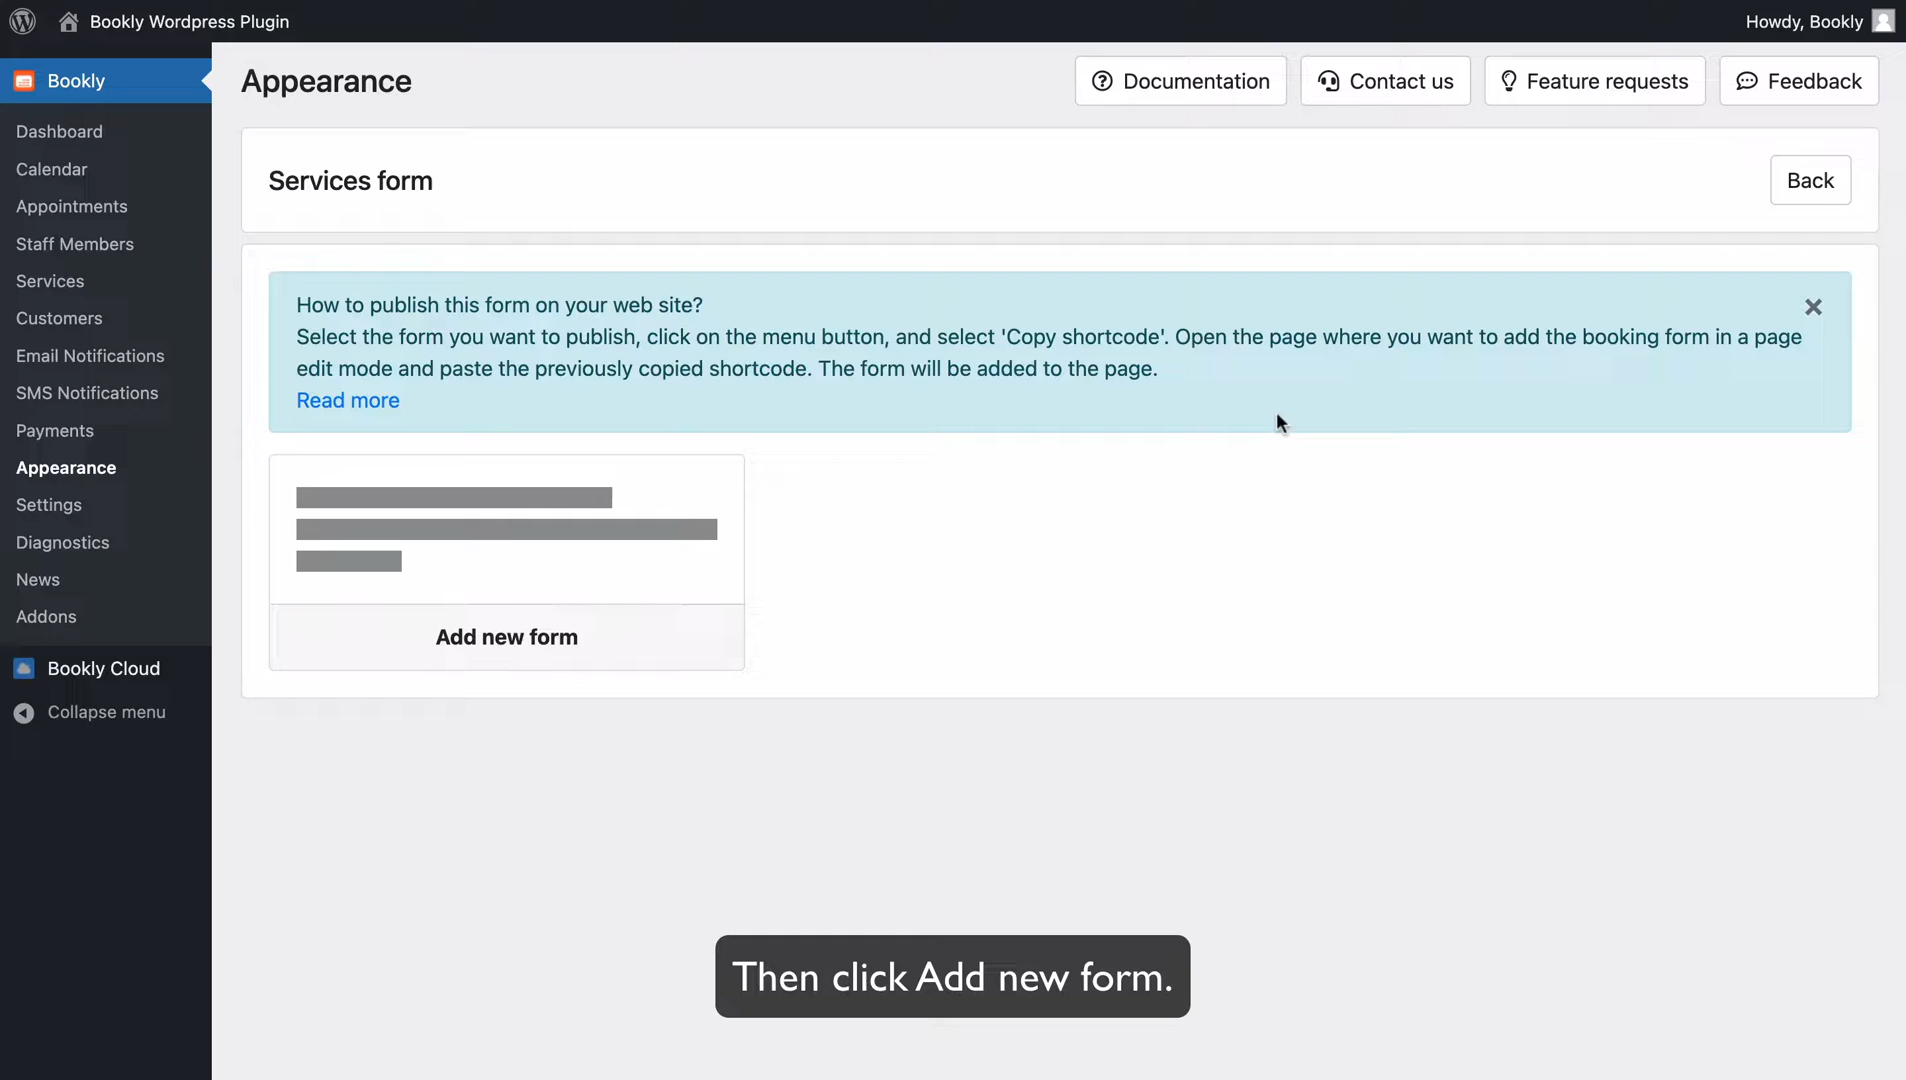 Bookly Wordpress Plugin
Howdy, Bookly
Bookly
Dashboard
Calendar
Appointments
Staff Members
Services
Customers
Email Notifications
SMS Notifications
Payments
Appearance
Settings
Diagnostics
News
Addons
Bookly Cloud
Collapse menu
Appearance
Documentation
Contact us
Feature requests
Feedback
Services form
Back
How to publish this form on your web site?
Select the form you want to publish, click on the menu button, and select 'Copy shortcode'. Open the page where you want to add the booking form in a page
edit mode and paste the previously copied shortcode. The form will be added to the page.
Read more
Add new form
Then click Add new form.